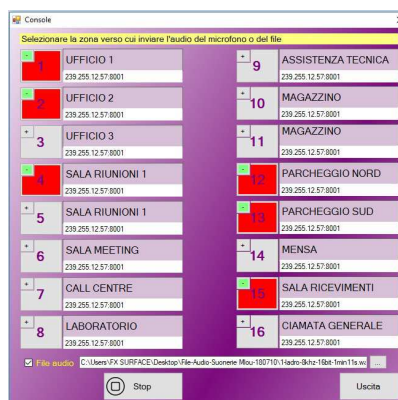 Console
Selezionare la zona verso cui inviare l'audio del microfono o del file
- 1 UFFICIO 1
239.255.12.57:8001
- 2 UFFICIO 2
239.255.12.57:8001
+ 3 UFFICIO 3
239.255.12.57:8001
- 4 SALA RIUNIONI 1
239.255.12.57:8001
+ 5 SALA RIUNIONI 1
239.255.12.57:8001
+ 6 SALA MEETING
239.255.12.57:8001
+ 7 CALL CENTRE
239.255.12.57:8001
+ 8 LABORATORIO
239.255.12.57:8001
+ 9 ASSISTENZA TECNICA
239.255.12.57:8001
+ 10 MAGAZZINO
239.255.12.57:8001
+ 11 MAGAZZINO
239.255.12.57:8001
- 12 PARCHEGGIO NORD
239.255.12.57:8001
- 13 PARCHEGGIO SUD
239.255.12.57:8001
+ 14 MENSA
239.255.12.57:8001
- 15 SALA RICEVIMENTI
239.255.12.57:8001
+ 16 CIAMATA GENERALE
239.255.12.57:8001
File audio C:\Users\FX SURFACE\Desktop\File-Audio-Suonerie Mlou-180710\1-ladro-8khz-16bit-1min11s.wa ...
Stop Uscita